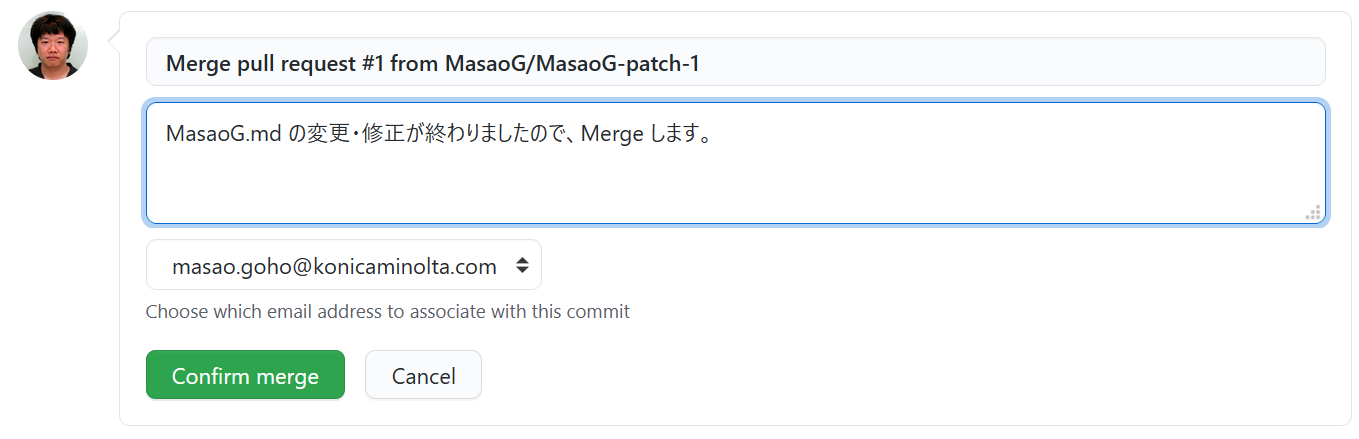 Merge pull request #1 from MasaoG/MasaoG-patch-1
MasaoG.md の変更・修正が終わりましたので、Merge します。
masao.goho@konicaminolta.com
Choose which email address to associate with this commit
Confirm merge
Cancel